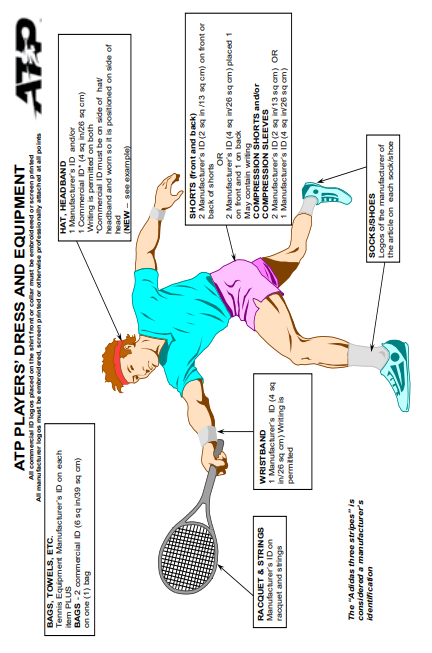 ATP
ATP PLAYERS' DRESS AND EQUIPMENT
All commercial ID logos placed on the shirt front or collar must be embroidered or screen printed
All manufacturer logos must be embroidered, screen printed or otherwise professionally attached at all points
BAGS, TOWELS, ETC.
Tennis Equipment Manufacturer's ID on each
item PLUS
BAGS - 2 commercial ID (6 sq in/39 sq cm)
on one (1) bag
HAT, HEADBAND
1 Manufacturer's ID and/or
1 Commercial ID* (4 sq in/26 sq cm)
Writing is permitted on both
*Commercial ID must be on side of hat/
headband and worn so it is positioned on side of
head
(NEW – see example)
SHORTS (front and back)
2 Manufacturer's ID (2 sq in /13 sq cm) on front or
back of shorts
OR
2 Manufacturer's ID (4 sq in/26 sq cm) placed 1
on front and 1 on back
May contain writing
COMPRESSION SHORTS and/or
COMPRESSION SLEEVES
2 Manufacturer's ID (2 sq in/13 sq cm) OR
1 Manufacturer's ID (4 sq in/26 sq cm)
SOCKS/SHOES
Logos of the manufacturer of
the article on each sock/shoe
WRISTBAND
1 Manufacturer's ID (4 sq
in/26 sq cm) Writing is
permitted
RACQUET & STRINGS
Manufacturer's ID on
racquet and strings
The "Adidas three stripes" is
considered a manufacturer's
identification